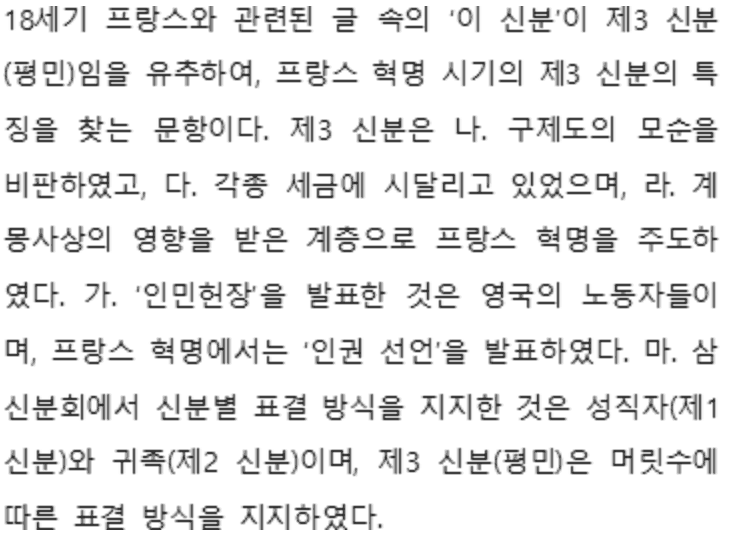 18세기 프랑스와 관련된 글 속의 ‘이 신분’이 제3 신분
(평민)임을 유추하여, 프랑스 혁명 시기의 제3 신분의 특
징을 찾는 문항이다. 제3 신분은 나. 구제도의 모순을
비판하였고, 다. 각종 세금에 시달리고 있었으며, 라. 계
몽사상의 영향을 받은 계층으로 프랑스 혁명을 주도하
였다. 가. ‘인민헌장’을 발표한 것은 영국의 노동자들이
며, 프랑스 혁명에서는 ‘인권 선언’을 발표하였다. 마. 삼
신분회에서 신분별 표결 방식을 지지한 것은 성직자(제1
신분)와 귀족(제2 신분)이며, 제3 신분(평민)은 머릿수에
따른 표결 방식을 지지하였다.